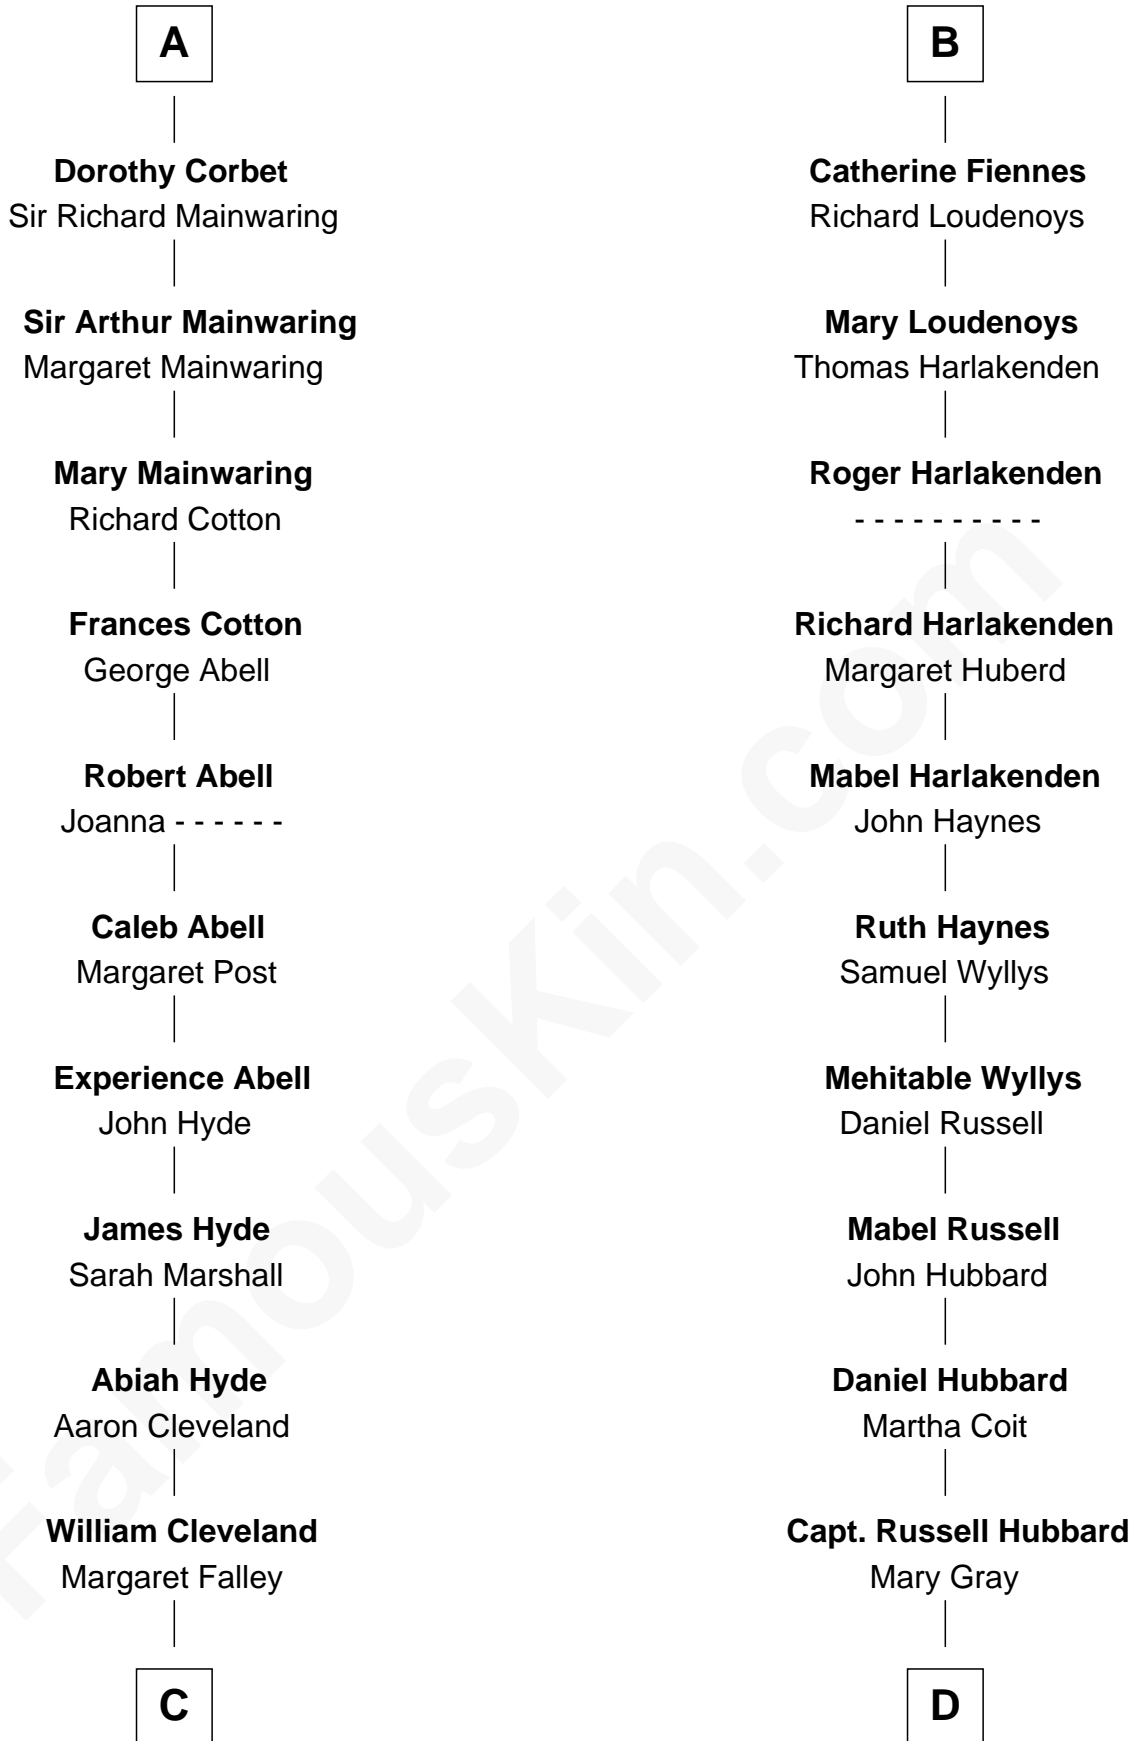 A
Dorothy Corbet
Sir Richard Mainwaring
Sir Arthur Mainwaring
Margaret Mainwaring
Mary Mainwaring
Richard Cotton
Frances Cotton
George Abell
Robert Abell
Joanna - - - - - -
Caleb Abell
Margaret Post
Experience Abell
John Hyde
James Hyde
Sarah Marshall
Abiah Hyde
Aaron Cleveland
William Cleveland
Margaret Falley
C
B
Catherine Fiennes
Richard Loudenoys
Mary Loudenoys
Thomas Harlakenden
Roger Harlakenden
- - - - - - - - - -
Richard Harlakenden
Margaret Huberd
Mabel Harlakenden
John Haynes
Ruth Haynes
Samuel Wyllys
Mehitable Wyllys
Daniel Russell
Mabel Russell
John Hubbard
Daniel Hubbard
Martha Coit
Capt. Russell Hubbard
Mary Gray
D
FamousKin.com